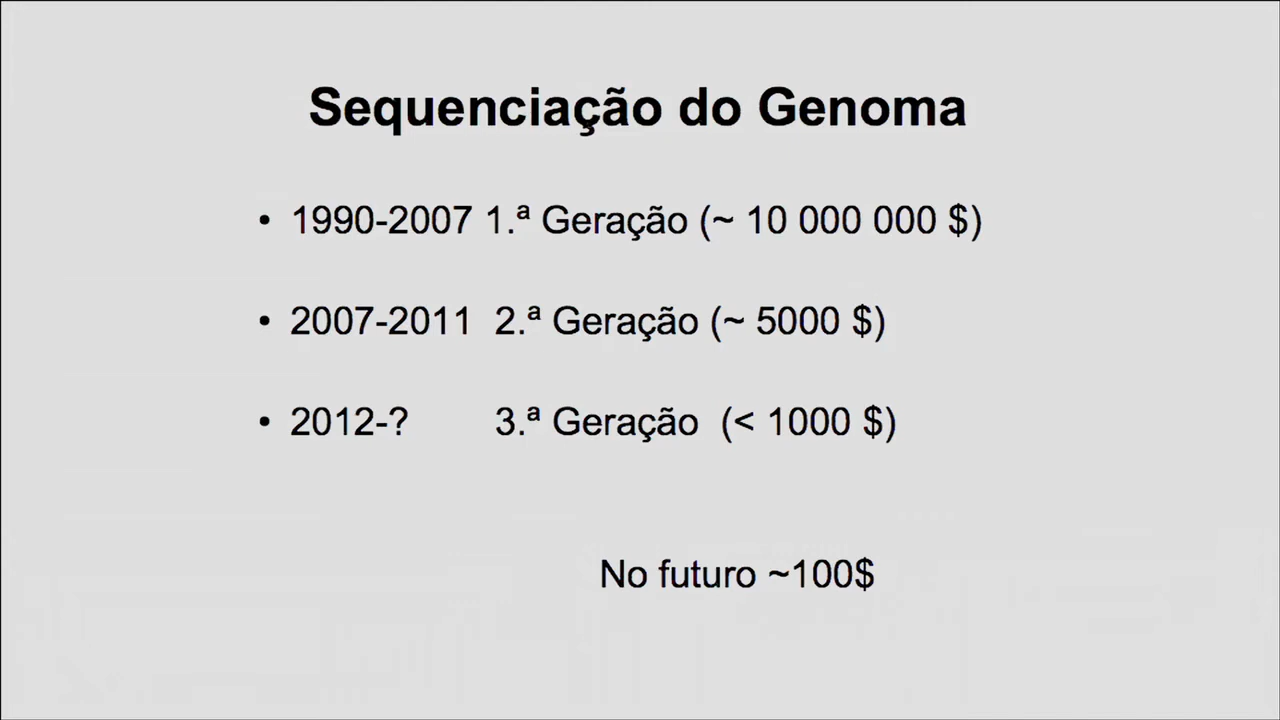 Sequenciação do Genoma
• 1990-2007 1.ª Geração (~ 10 000 000 $)
• 2007-2011 2.ª Geração (~ 5000 $)
• 2012-? 3.ª Geração (< 1000 $)
No futuro ~100$